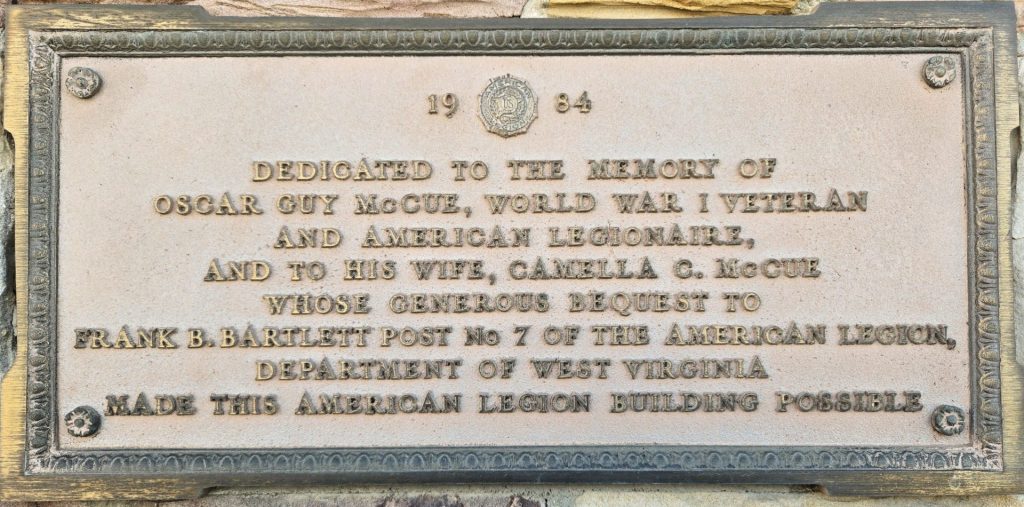 19 84
DEDICATED TO THE MEMORY OF
OSCAR GUY McCUE, WORLD WAR I VETERAN
AND AMERICAN LEGIONAIRE,
AND TO HIS WIFE, CAMELLA C. McCUE
WHOSE GENEROUS BEQUEST TO
FRANK B. BARTLETT POST No 7 OF THE AMERICAN LEGION,
DEPARTMENT OF WEST VIRGINIA
MADE THIS AMERICAN LEGION BUILDING POSSIBLE